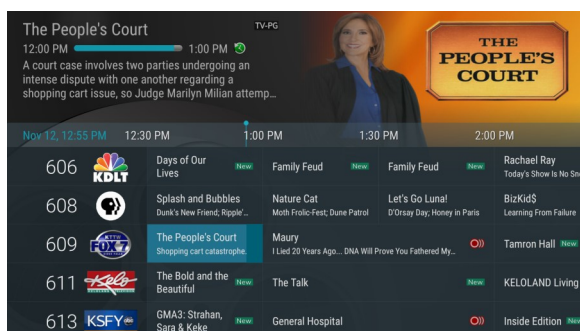 The People's Court
TV-PG
12:00 PM 1:00 PM
A court case involves two parties undergoing an
intense dispute with one another regarding a
shopping cart issue, so Judge Marilyn Milian attemp...
THE
PEOPLE'S
COURT
Nov 12, 12:55 PM 12:30 PM 1:00 PM 1:30 PM 2:00 PM
606 KDLT Days of Our Lives New Family Feud New Family Feud New Rachael Ray
Today's Show Is No Sn
608 Splash and Bubbles Nature Cat Let's Go Luna! BizKid$
Dunk's New Friend; Ripple'... Moth Frolic-Fest; Dune Patrol D'Orsay Day; Honey in Paris Learning From Failure
609 FOX 7 The People's Court Maury Tamron Hall New
Shopping cart catastrophe. I Lied 20 Years Ago... DNA Will Prove You Fathered My...
611 Kelo The Bold and the Beautiful New The Talk New KELOLAND Living
613 KSFY abc GMA3: Strahan, Sara & Keke New General Hospital Inside Edition New